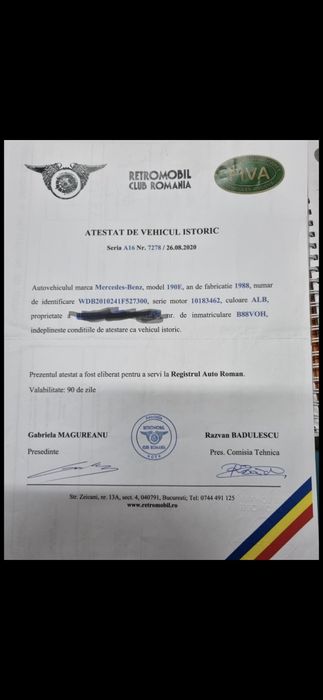 RETROMOBIL
CLUB ROMANIA
FIVA
ATESTAT DE VEHICUL ISTORIC
Seria A16 Nr. 7278 / 26.08.2020
Autovehiculul marca Mercedes-Benz, model 190E, an de fabricatie 1988, numar
de identificare WDB2010241F527300, serie motor 10183462, culoare ALB,
proprietate nr. de inmatriculare B88VOH,
indeplineste conditiile de atestare ca vehicul istoric.
Prezentul atestat a fost eliberat pentru a servi la Registrul Auto Roman.
Valabilitate: 90 de zile
Gabriela MAGUREANU
Presedinte
RETROMOBIL
CLUB ROMANIA
Razvan BADULESCU
Pres. Comisia Tehnica
Str. Zeicani, nr. 13A, sect. 4, 040791, Bucuresti; Tel: 0744 491 125
www.retromobil.ro